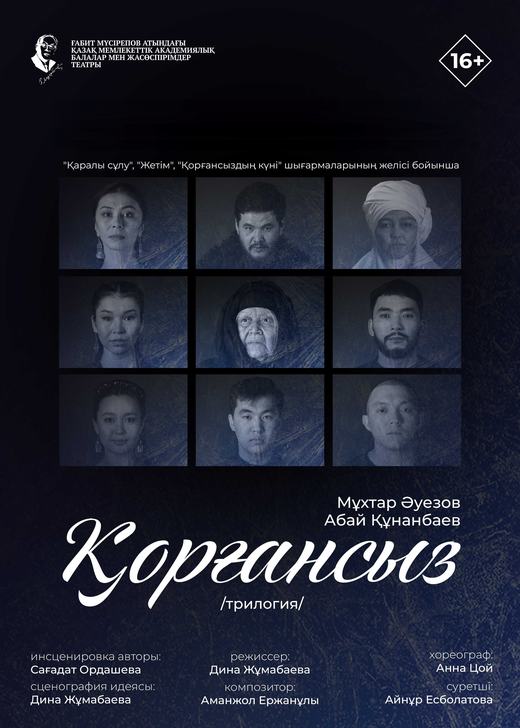 ҒАБИТ МҮСІРЕПОВ АТЫНДАҒЫ
ҚАЗАҚ МЕМЛЕКЕТТІК АКАДЕМИЯЛЫҚ
БАЛАЛАР МЕН ЖАСӨСПІРІМДЕР
ТЕАТРЫ
16+
"Қаралы сұлу", "Жетім", "Қорғансыздың күні" шығармаларының желісі бойынша
Мұхтар Әуезов
Абай Құнанбаев
Қорғансыз
/трилогия/
инсценировка авторы:
Сағадат Ордашева
сценография идеясы:
Дина Жұмабаева
режиссер:
Дина Жұмабаева
композитор:
Аманжол Ержанұлы
хореограф:
Анна Цой
суретші:
Айнұр Есболатова